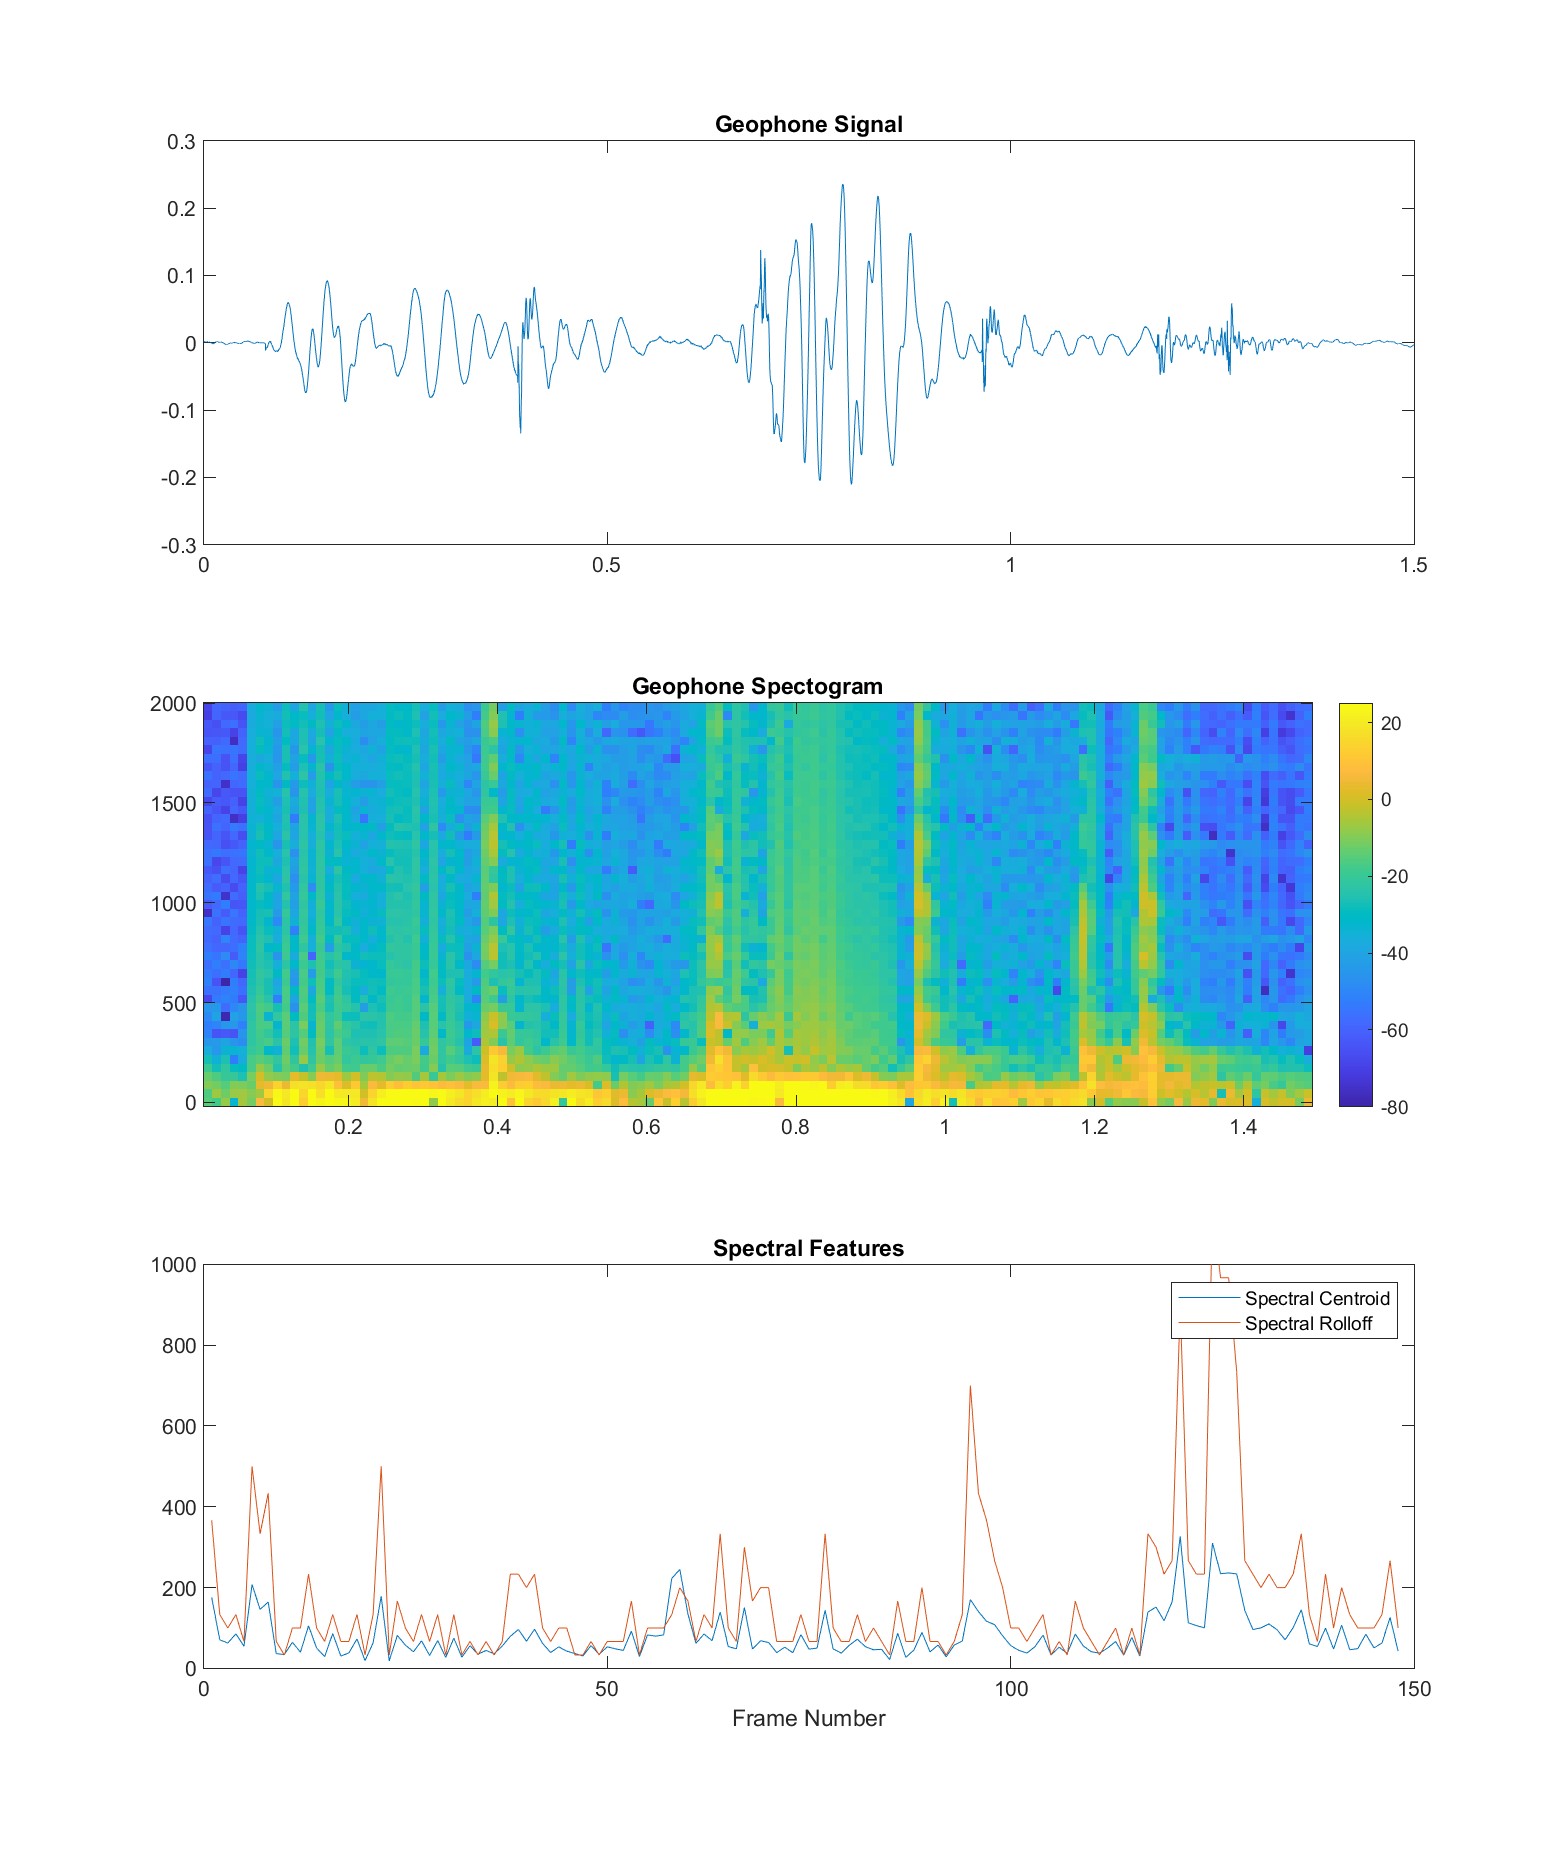 Geophone Signal
0.3
0.2
0.1
0
-0.1
-0.2
-0.3
0 0.5 1 1.5
Geophone Spectogram
2000
1500
1000
500
0
0.2 0.4 0.6 0.8 1 1.2 1.4
20
0
-20
-40
-60
-80
Spectral Features
1000
800
600
400
200
0
Spectral Centroid
Spectral Rolloff
0 50 100 150
Frame Number